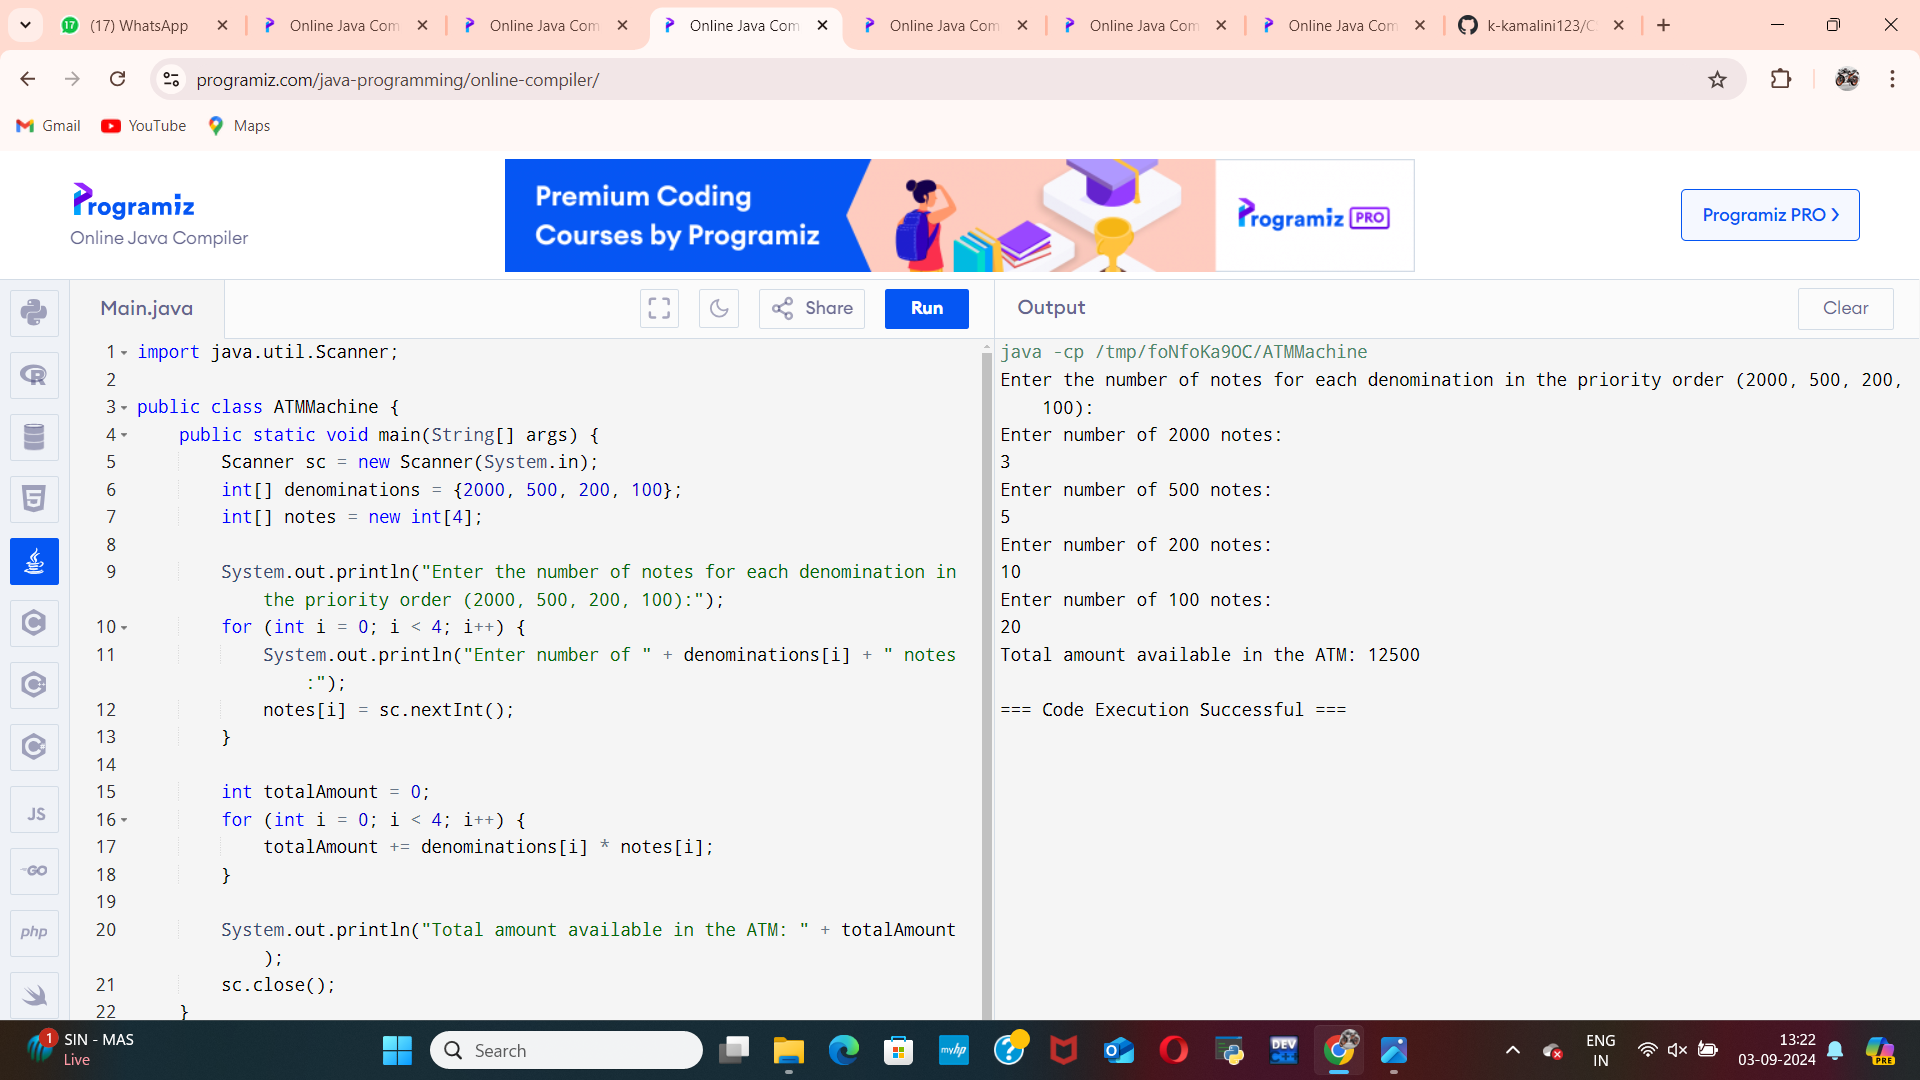 (17) WhatsApp
Online Java Com
Online Java Com
Online Java Com
Online Java Com
Online Java Com
Online Java Com
k-kamalini123/C
programiz.com/java-programming/online-compiler/
Gmail
YouTube
Maps
Programiz
Online Java Compiler
Premium Coding
Courses by Programiz
Programiz PRO
Programiz PRO
Main.java
Share
Run
Output
Clear
1 import java.util.Scanner;
2
3 public class ATMMachine {
4 public static void main(String[] args) {
5 Scanner sc = new Scanner(System.in);
6 int[] denominations = {2000, 500, 200, 100};
7 int[] notes = new int[4];
8
9 System.out.println("Enter the number of notes for each denomination in
the priority order (2000, 500, 200, 100):");
10 for (int i = 0; i < 4; i++) {
11 System.out.println("Enter number of " + denominations[i] + " notes
:");
12 notes[i] = sc.nextInt();
13 }
14
15 int totalAmount = 0;
16 for (int i = 0; i < 4; i++) {
17 totalAmount += denominations[i] * notes[i];
18 }
19
20 System.out.println("Total amount available in the ATM: " + totalAmount
);
21 sc.close();
22 }
java -cp /tmp/foNfoKa9OC/ATMMachine
Enter the number of notes for each denomination in the priority order (2000, 500, 200,
100):
Enter number of 2000 notes:
3
Enter number of 500 notes:
5
Enter number of 200 notes:
10
Enter number of 100 notes:
20
Total amount available in the ATM: 12500
=== Code Execution Successful ===
JS
GO
php
1
SIN - MAS
Live
Search
myhp
DEV
C++
ENG
IN
13:22
03-09-2024
PRE